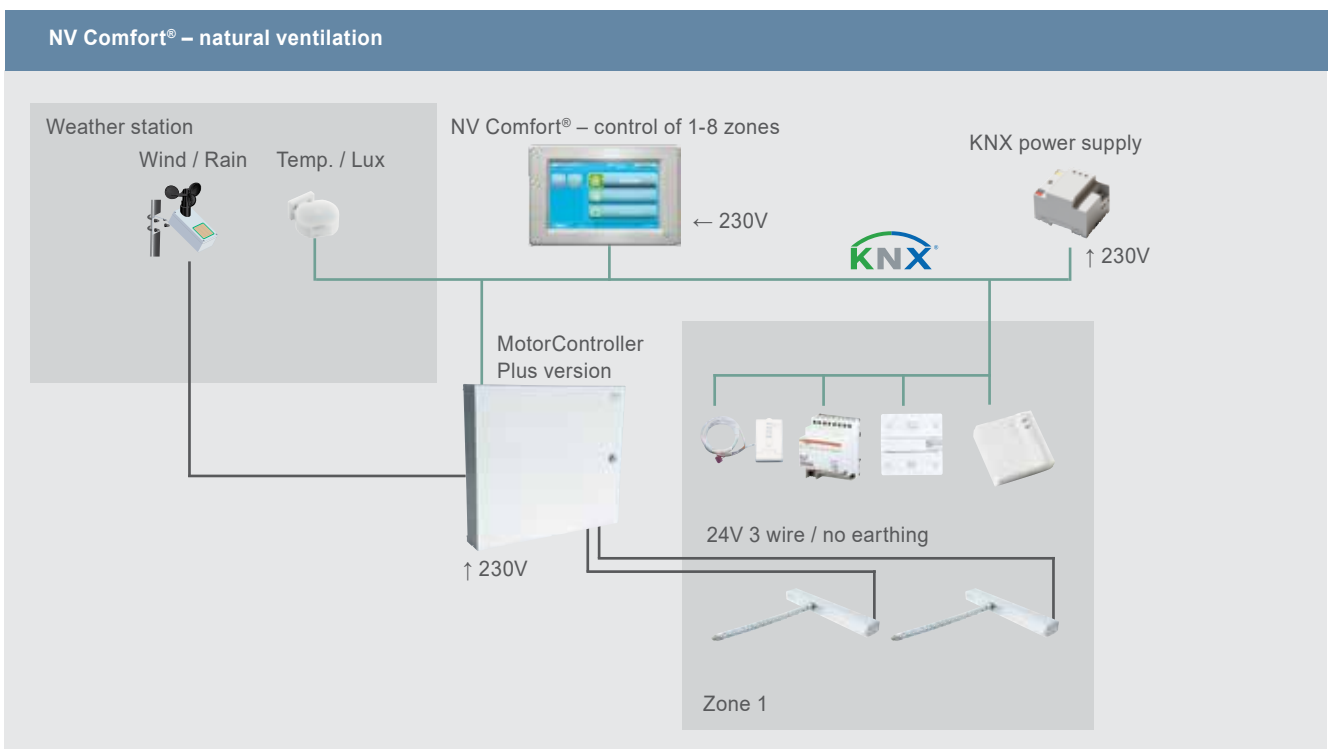 NV Comfort® – natural ventilation
Weather station
Wind / Rain
Temp. / Lux
NV Comfort® – control of 1-8 zones
← 230V
KNX power supply
↑ 230V
KNX®
MotorController
Plus version
↑ 230V
24V 3 wire / no earthing
Zone 1